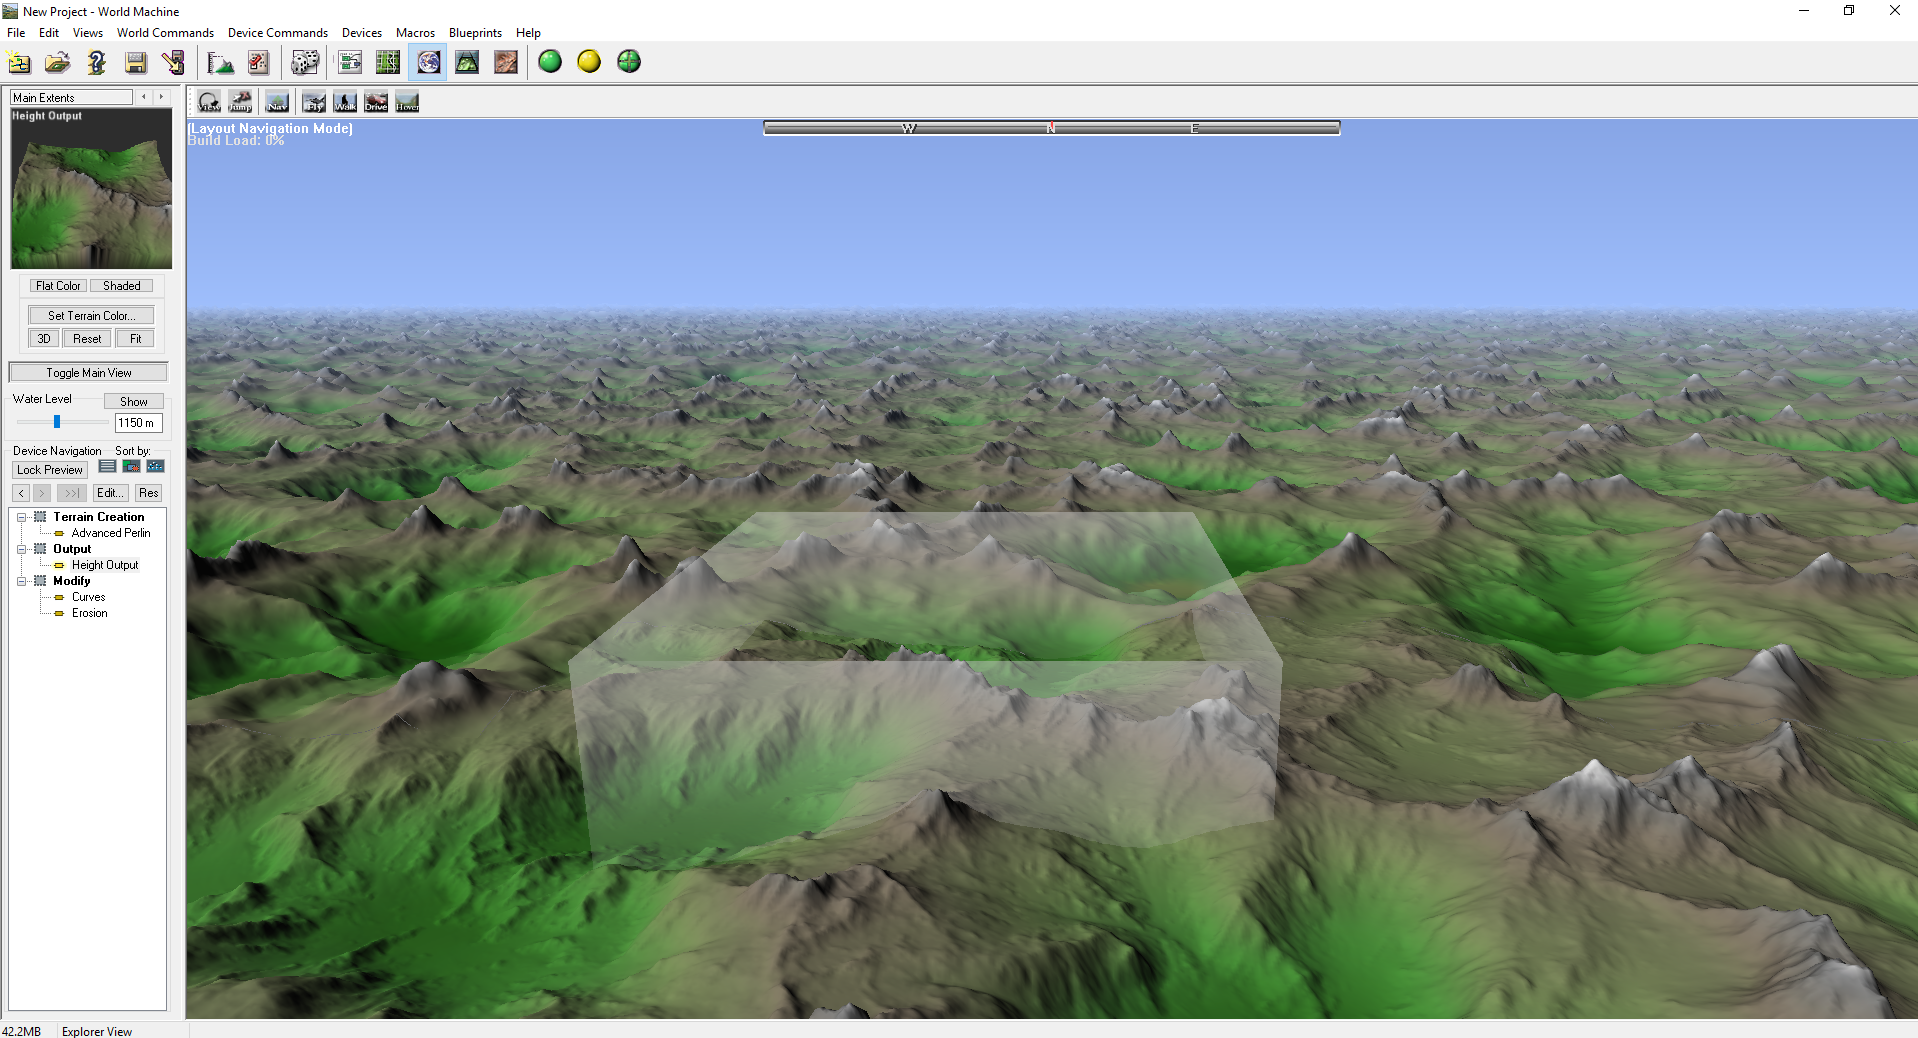 New Project - World Machine
File Edit Views World Commands Device Commands Devices Macros Blueprints Help
Main Extents
View Jump Nav Fly Walk Drive Hover
Height Output
(Layout Navigation Mode)
W N E
Build Load: 0%
Flat Color Shaded
Set Terrain Color...
3D Reset Fit
Toggle Main View
Water Level Show
1150 m
Device Navigation Sort by:
Lock Preview
< > >>| Edit... Res
Terrain Creation
Advanced Perlin
Output
Height Output
Modify
Curves
Erosion
42.2MB Explorer View